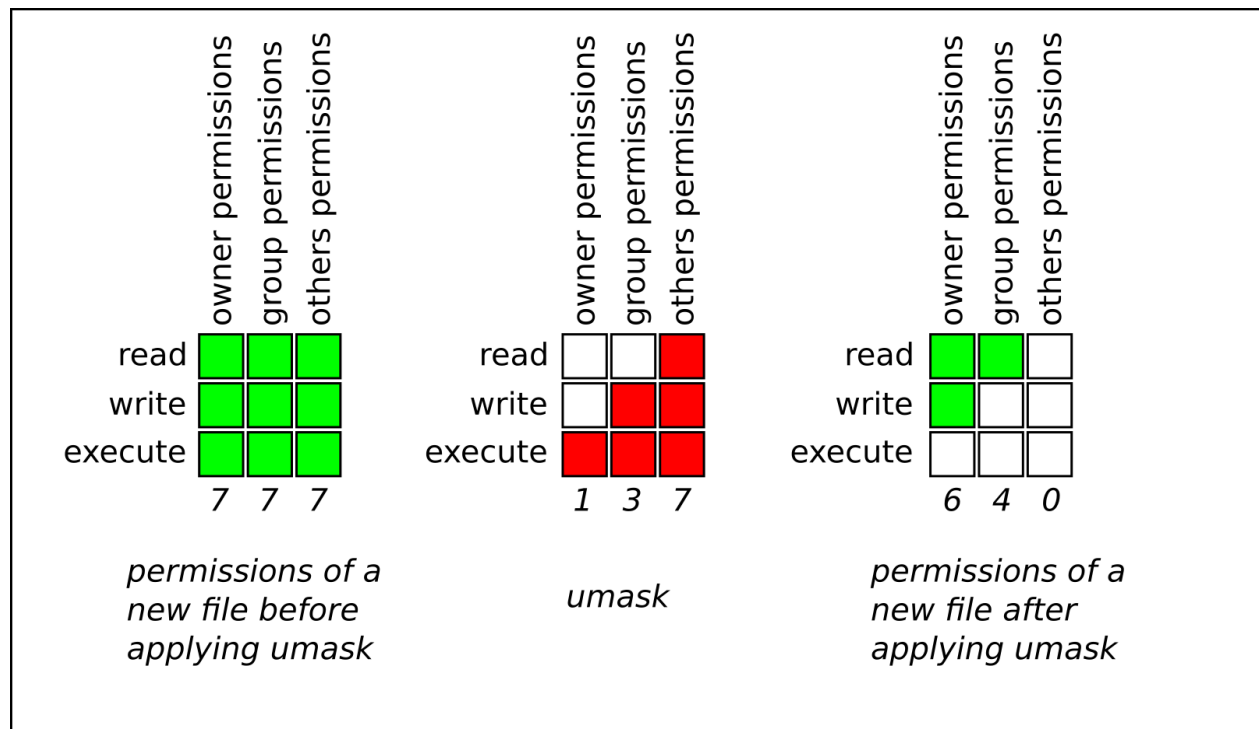 owner permissions
group permissions
others permissions
read
write
execute
7 7 7
permissions of a
new file before
applying umask
owner permissions
group permissions
others permissions
read
write
execute
1 3 7
umask
owner permissions
group permissions
others permissions
read
write
execute
6 4 0
permissions of a
new file after
applying umask